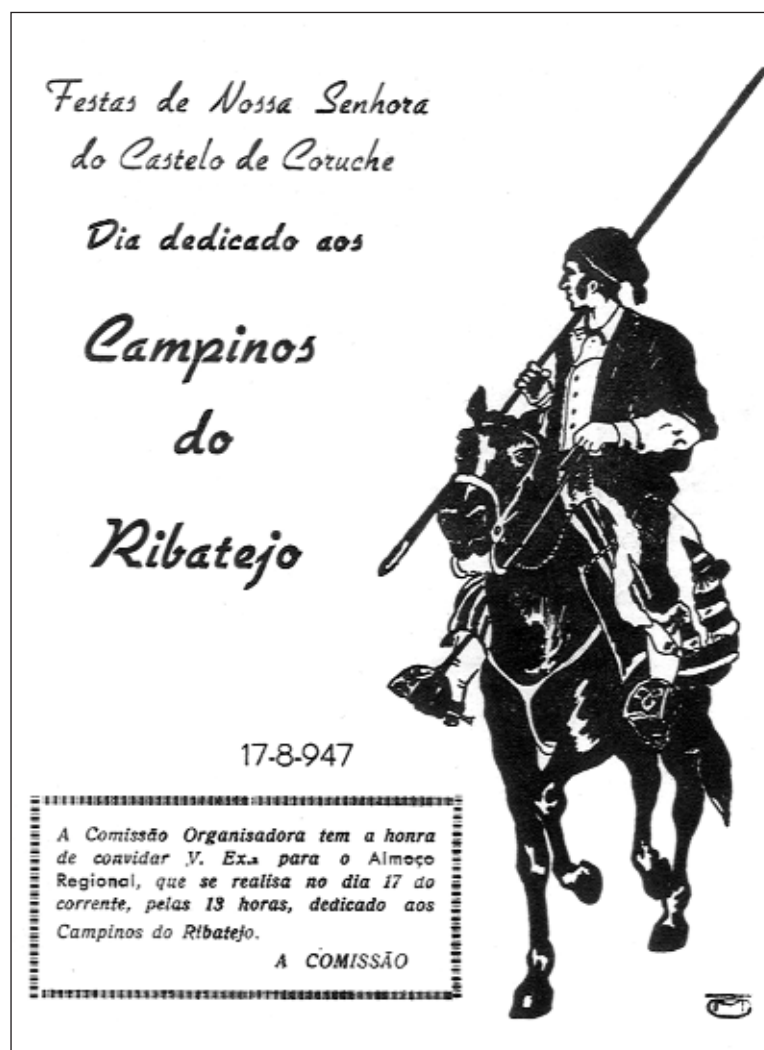 Festas de Nossa Senhora
do Castelo de Coruche
Dia dedicado aos
Campinos
do
Ribatejo
17-8-947
A Comissão Organisadora tem a honra
de convidar V. Ex.a para o Almoço
Regional, que se realisa no dia 17 do
corrente, pelas 13 horas, dedicado aos
Campinos do Ribatejo.
A COMISSÃO